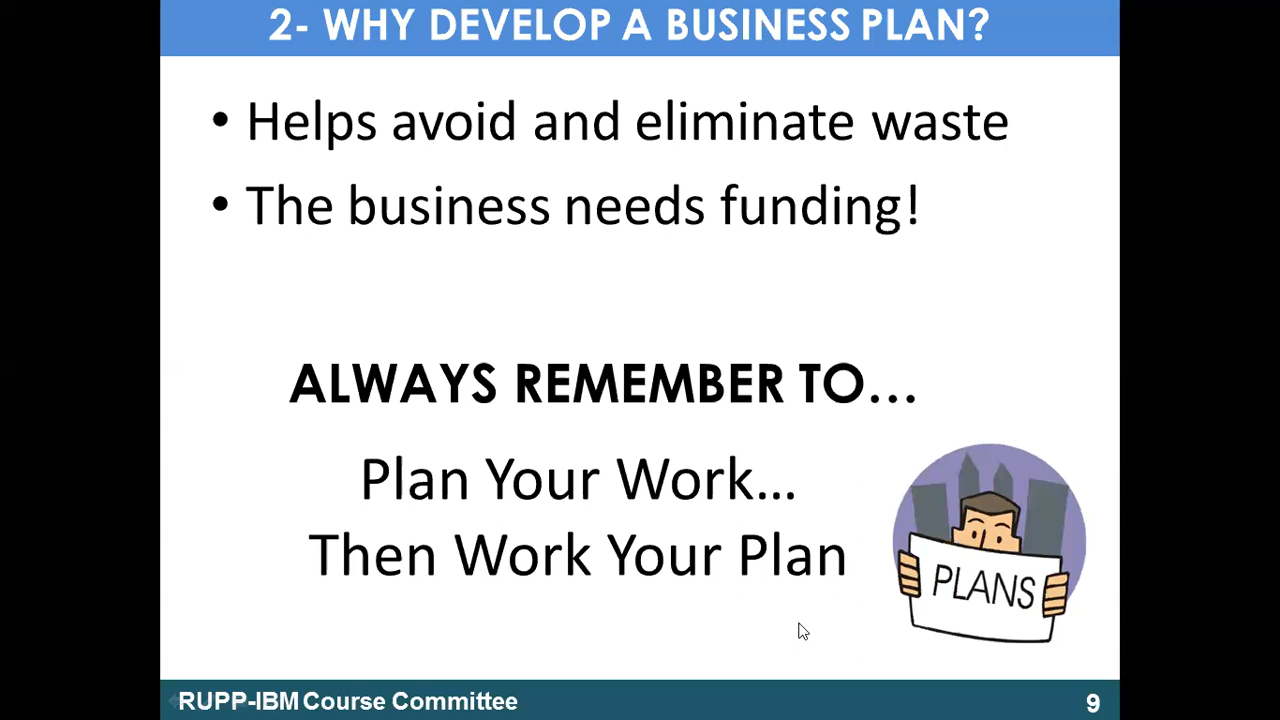 2- WHY DEVELOP A BUSINESS PLAN?
• Helps avoid and eliminate waste
• The business needs funding!
ALWAYS REMEMBER TO...
Plan Your Work...
Then Work Your Plan
PLANS
RUPP-IBM Course Committee
9